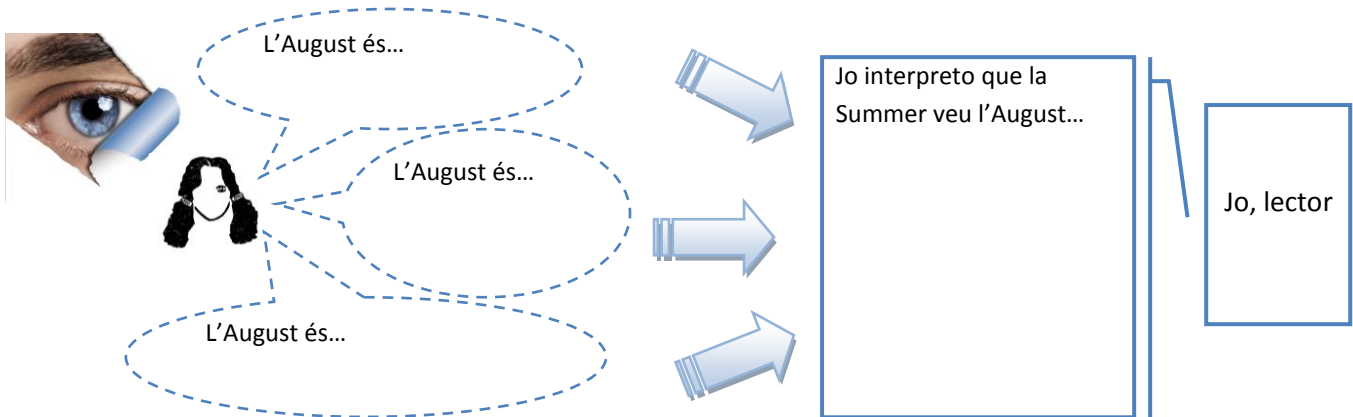 L’August és…
L’August és…
L’August és…
Jo interpreto que la
Summer veu l’August…
Jo, lector